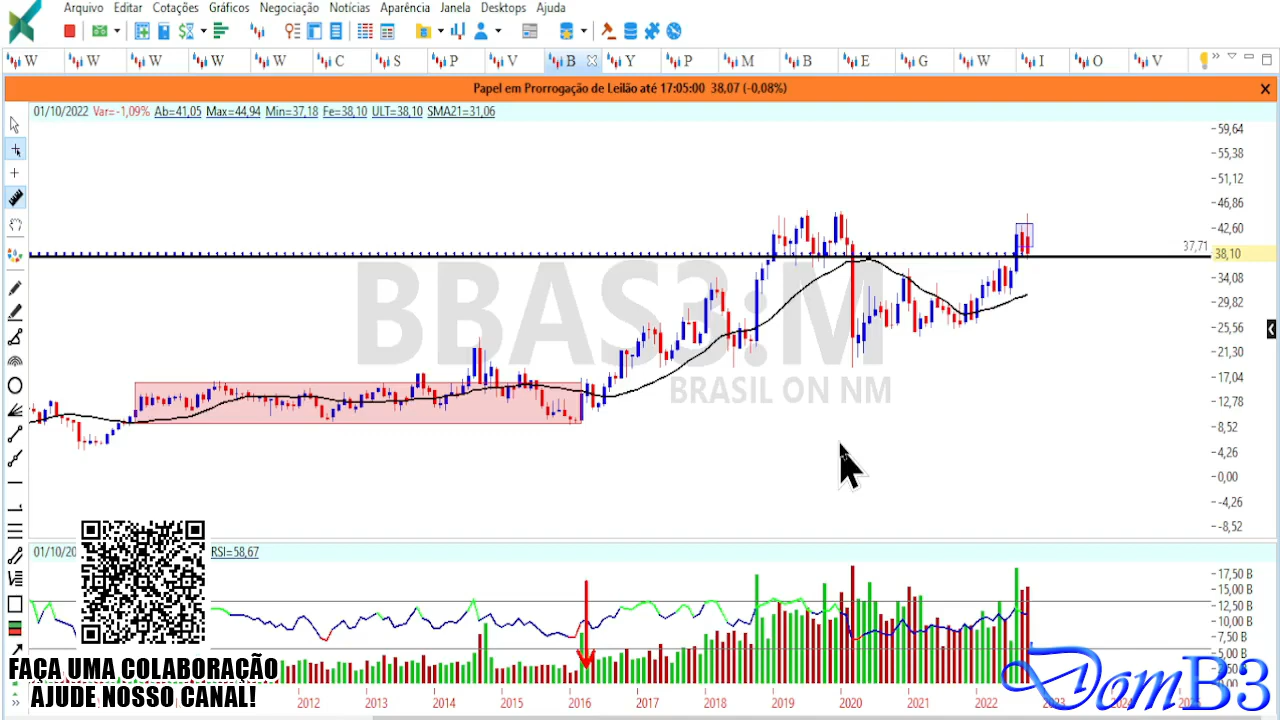 Arquivo Editar Cotações Gráficos Negociação Notícias Aparência Janela Desktops Ajuda
W W W W W C S P V B Y P M B E G W I O V
Papel em Prorrogação de Leilão até 17:05:00 38,07 (-0,08%)
01/10/2022 Var=-1,09% Ab=41,05 Max=44,94 Min=37,18 Fe=38,10 ULT=38,10 SMA21=31,06
59,64
55,38
51,12
46,86
42,60
37,71
38,10
34,08
29,82
25,56
21,30
17,04
12,78
8,52
4,26
0,00
-4,26
-8,52
BBAS3:M
BRASIL ON NM
01/10/20 RSI=58,67
17,50 B
15,00 B
12,50 B
10,00 B
7,50 B
5,00 B
FAÇA UMA COLABORAÇÃO
AJUDE NOSSO CANAL!
2012 2013 2014 2015 2016 2017 2018 2019 2020 2021 2022 2023
DomB3